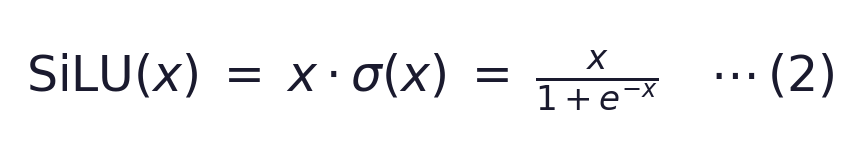 SiLU(x) = x · σ(x) = x / (1 + e^{-x}) ⋯ (2)